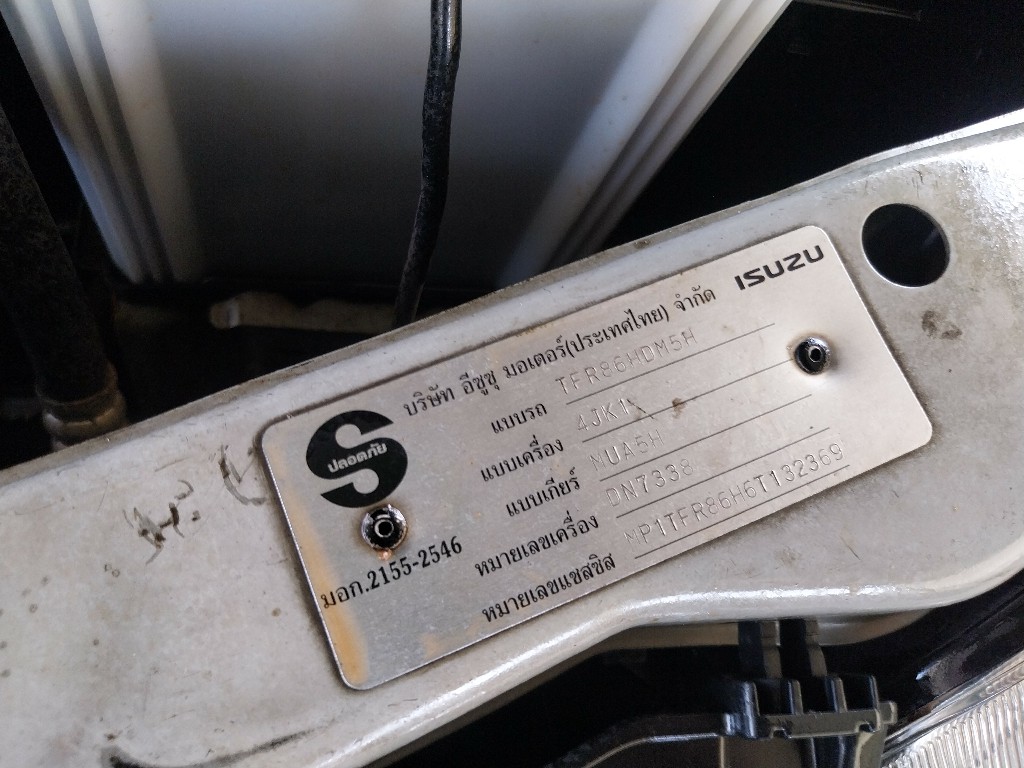 ISUZU
บริษัท อีซูซุ มอเตอร์(ประเทศไทย) จำกัด
แบบรถ TFR86HDM5H
แบบเครื่อง 4JK1
แบบเกียร์ MUA5H
หมายเลขเครื่อง DN7338
หมายเลขแชสซิส MP1TFR86H6T132369
ปลอดภัย
มอก.2155-2546